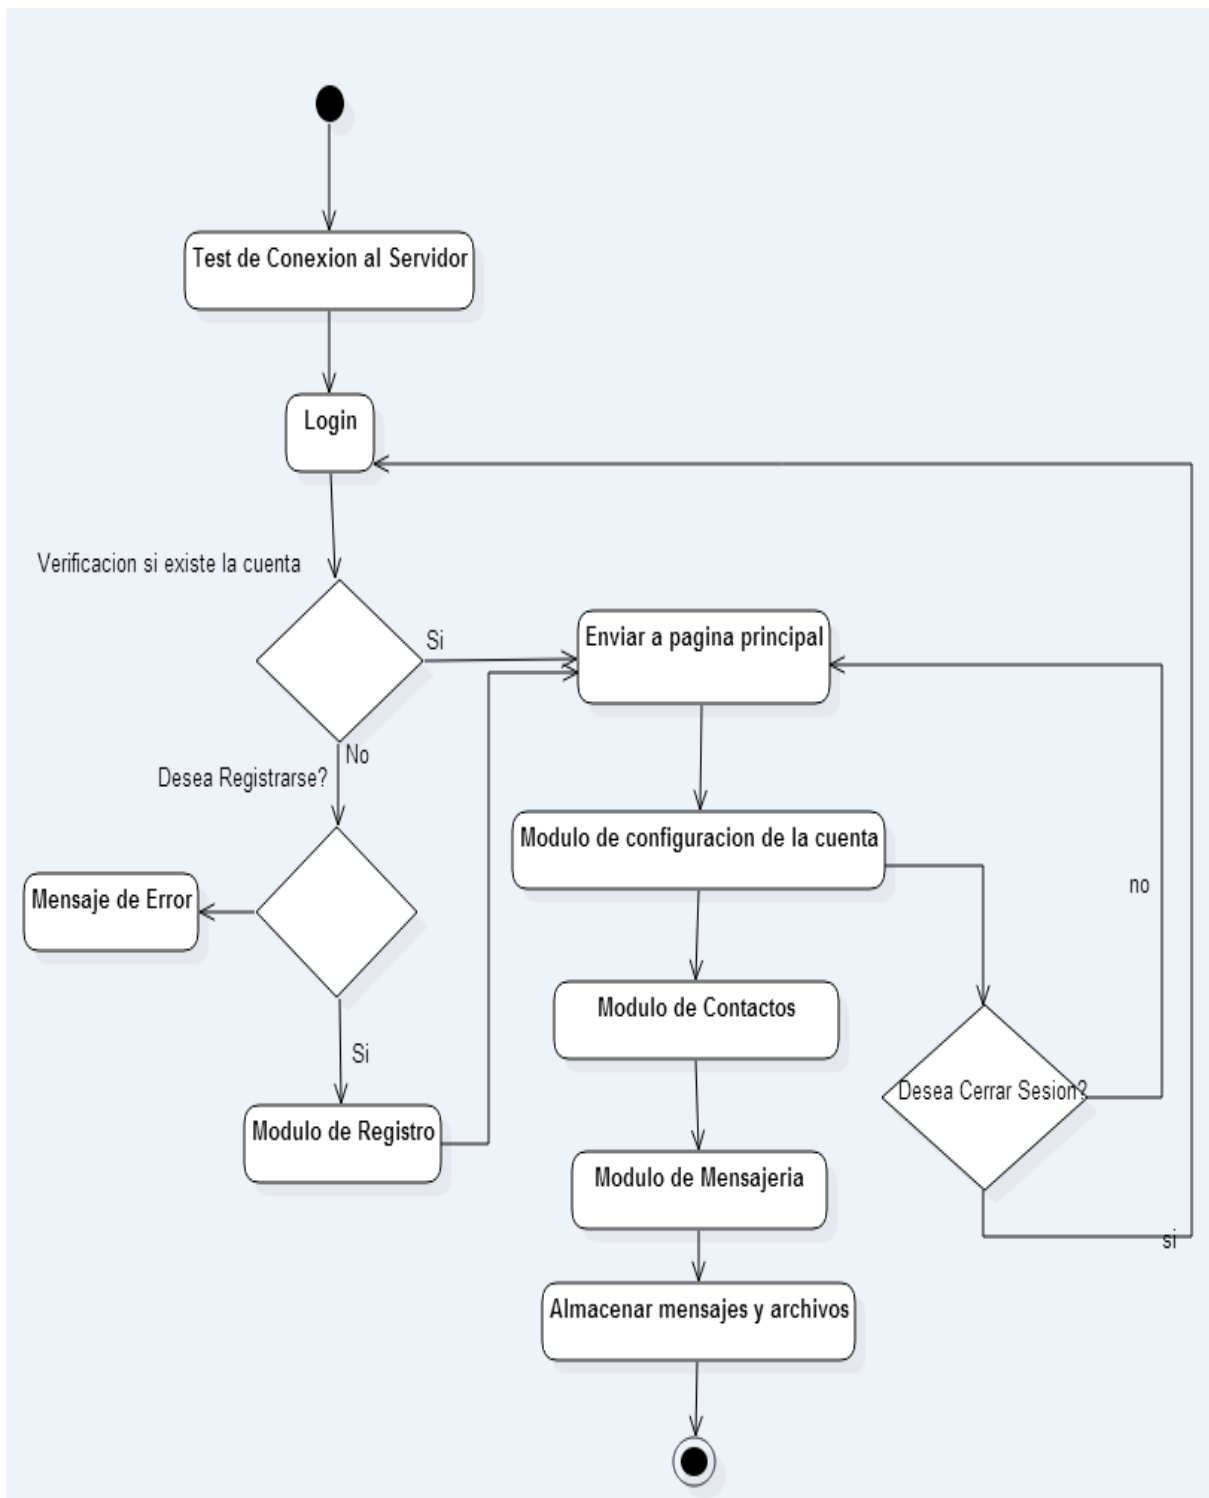 Test de Conexion al Servidor
Login
Verificacion si existe la cuenta
Si
Enviar a pagina principal
No
Desea Registrarse?
Modulo de configuracion de la cuenta
Mensaje de Error
no
Modulo de Contactos
Si
Desea Cerrar Sesion?
Modulo de Registro
Modulo de Mensajeria
si
Almacenar mensajes y archivos